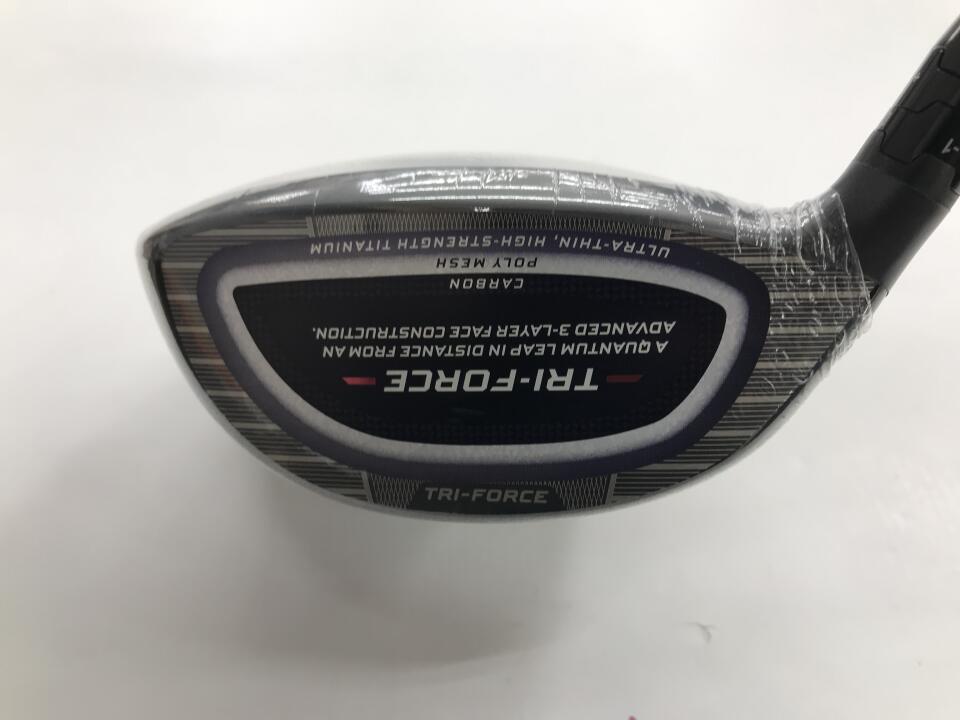 TRI-FORCE
A QUANTUM LEAP IN DISTANCE FROM AN
ADVANCED 3-LAYER FACE CONSTRUCTION.
CARBON
POLY MESH
ULTRA-THIN, HIGH-STRENGTH TITANIUM
TRI-FORCE
-1